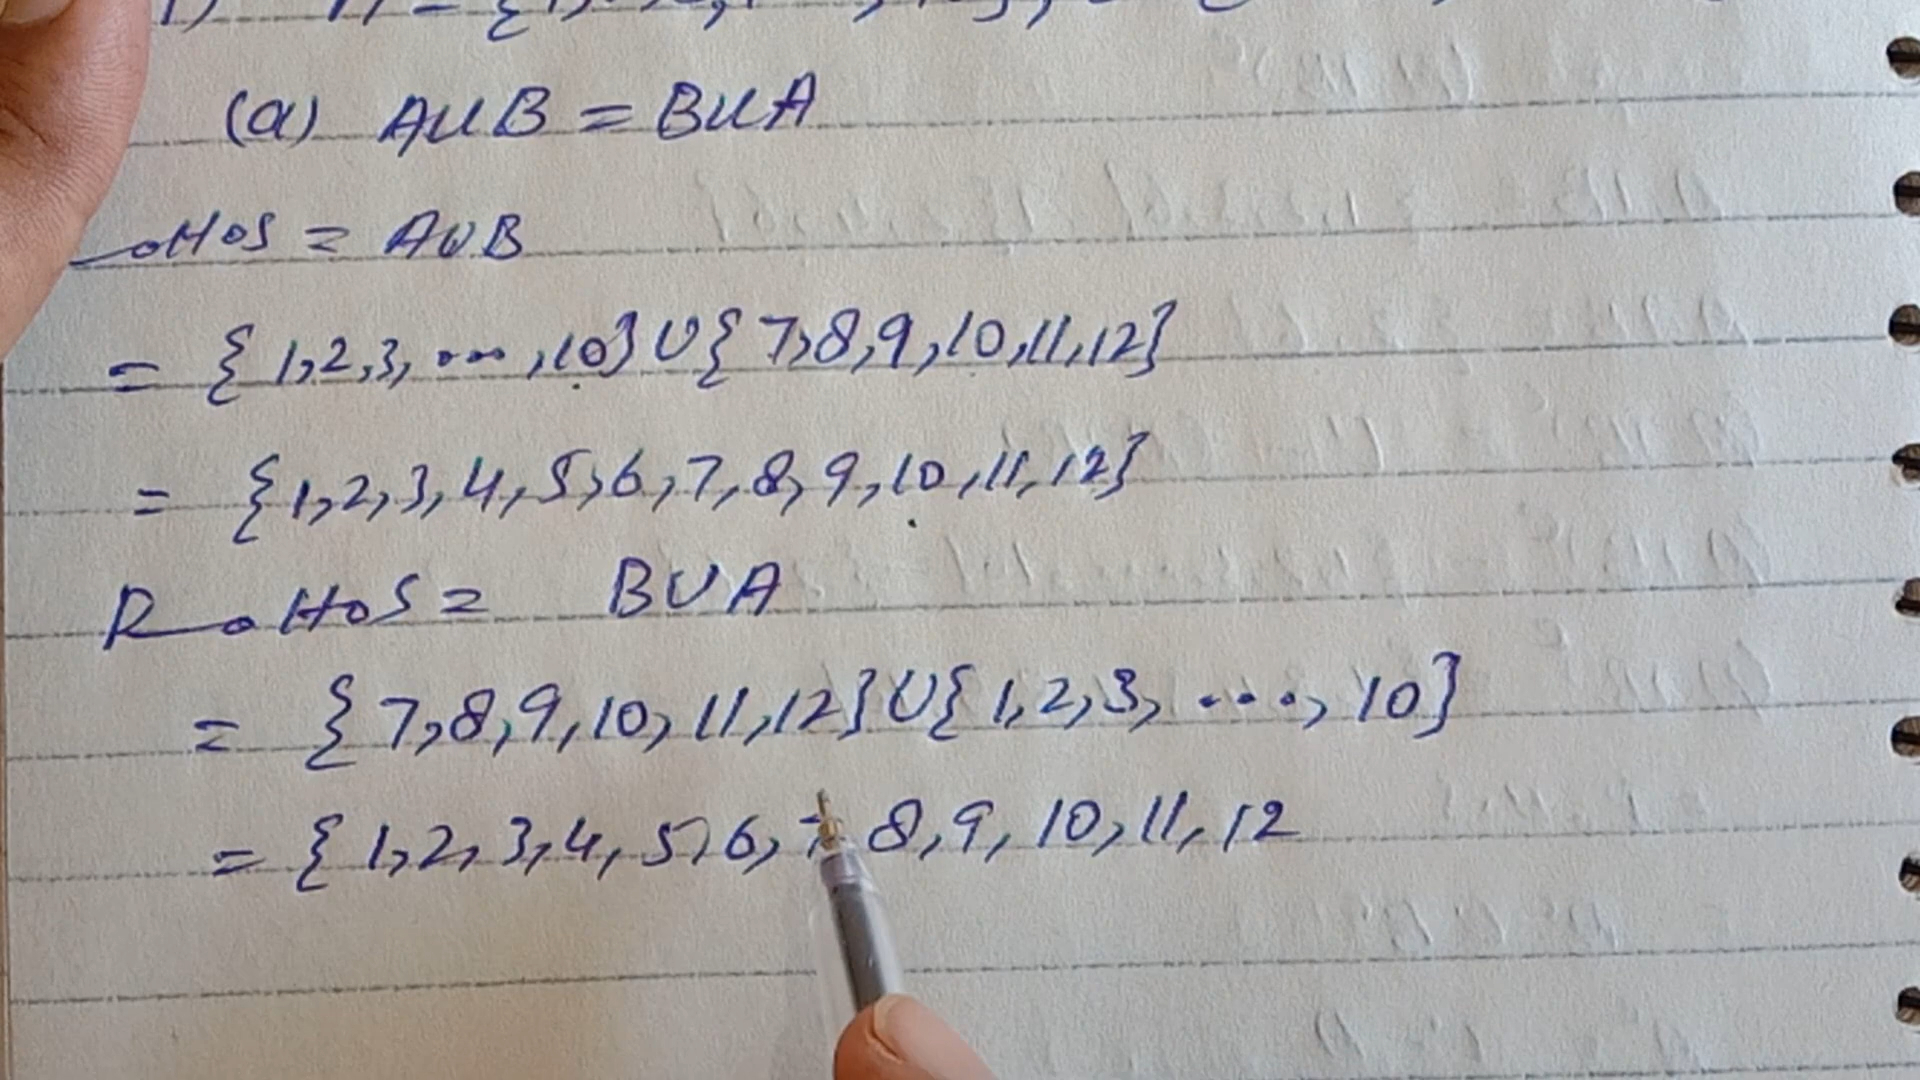 (a) A∪B = B∪A
L.H.S = A∪B
= {1,2,3, ..., 10} ∪ {7,8,9,10,11,12}
= {1,2,3,4,5,6,7,8,9,10,11,12}
R.H.S = B∪A
= {7,8,9,10,11,12} ∪ {1,2,3, ..., 10}
= {1,2,3,4,5,6,7,8,9,10,11,12